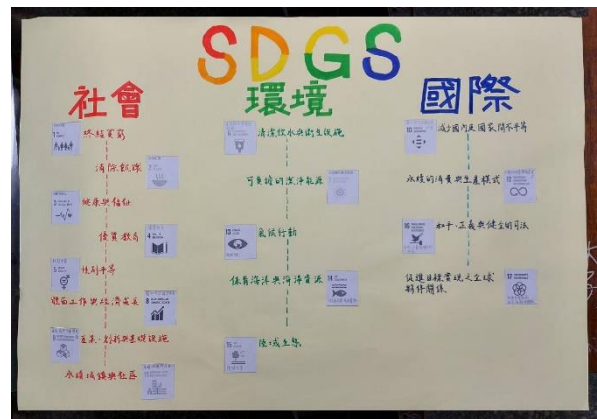 SDGS
社會
終結貧窮
消除飢餓
健康與福祉
優質教育
性別平等
體面工作與經濟成長
工業、創新與基礎設施
永續城鎮與社區
環境
清潔飲水與衛生設施
可負擔的潔淨能源
氣候行動
保育海洋與海洋資源
陸域生態
國際
減少國內及國家間不平等
永續的消費與生產模式
和平、正義與健全的司法
促進目標實現之全球
夥伴關係